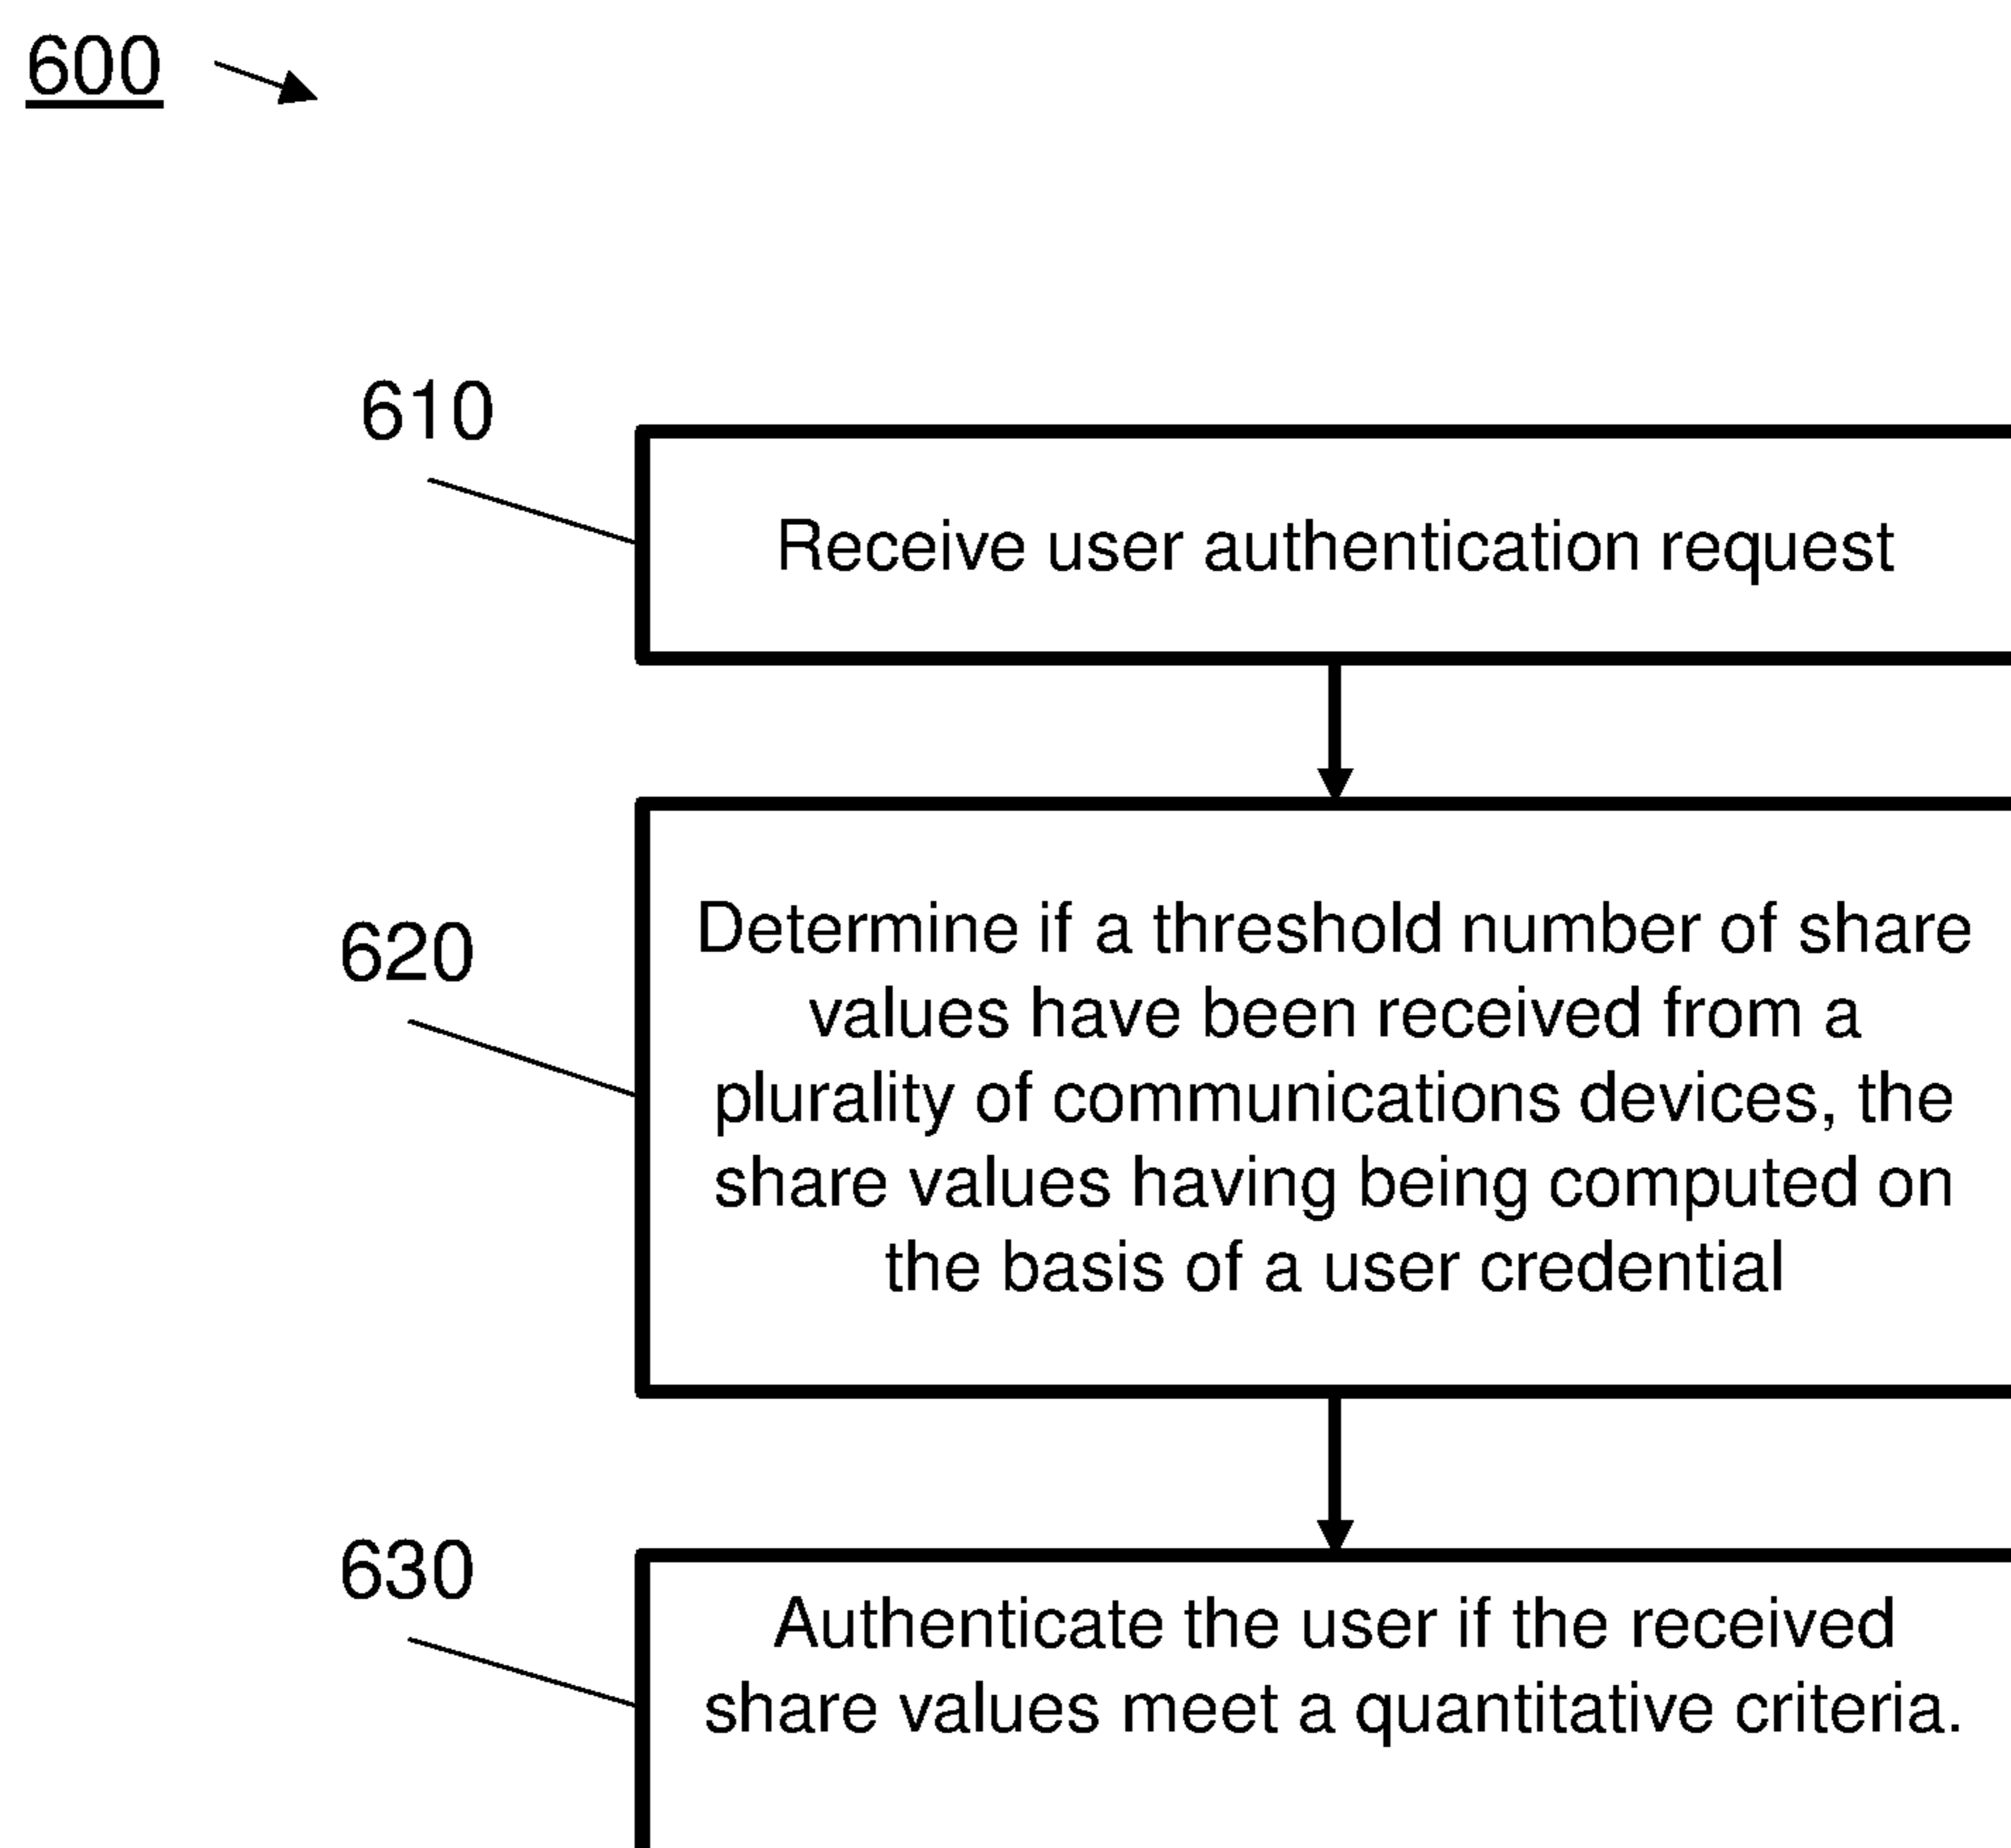 600
610
Receive user authentication request
620
Determine if a threshold number of share
values have been received from a
plurality of communications devices, the
share values having being computed on
the basis of a user credential
630
Authenticate the user if the received
share values meet a quantitative criteria.